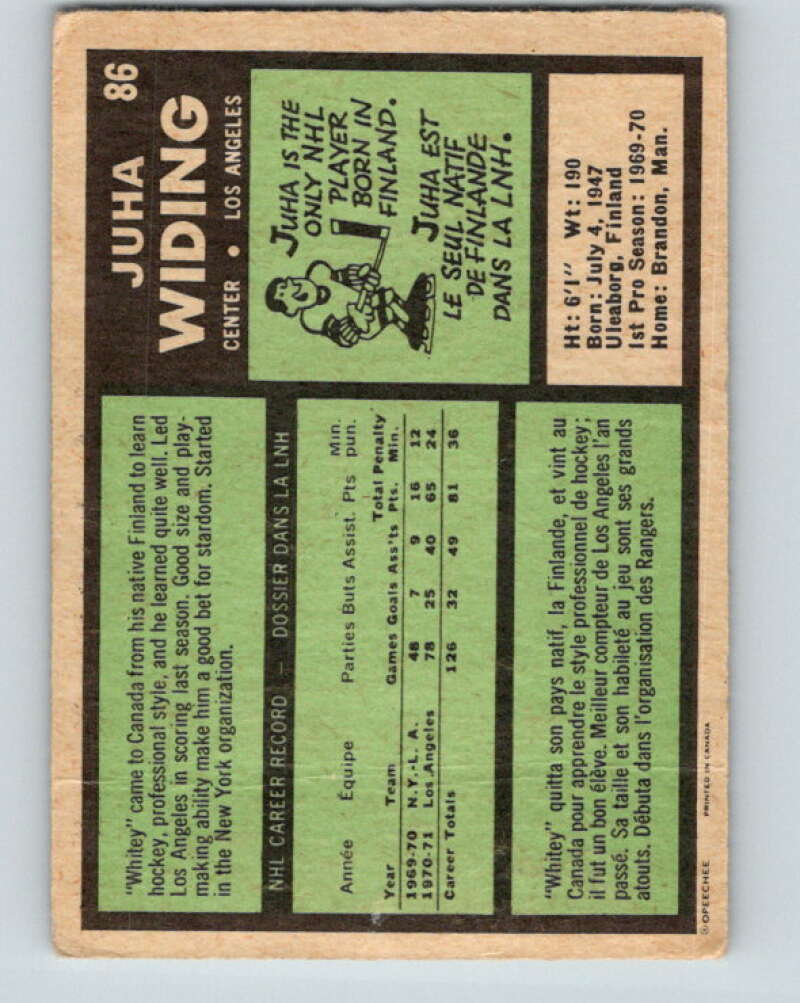 JUHA 86
WIDING
CENTER • LOS ANGELES
"Whitey" came to Canada from his native Finland to learn
hockey, professional style, and he learned quite well. Led
Los Angeles in scoring last season. Good size and play-
making ability make him a good bet for stardom. Started
in the New York organization.
JUHA IS THE
ONLY NHL
PLAYER
BORN IN
FINLAND.
JUHA EST
LE SEUL NATIF
DE FINLANDE
DANS LA LNH.
NHL CAREER RECORD — DOSSIER DANS LA LNH
Année Équipe Parties Buts Assist. Pts Min. pun.
Year Team Games Goals Ass'ts Total Pts. Penalty Min.
1969-70 N.Y.-L. A. 48 7 9 16 12
1970-71 Los Angeles 78 25 40 65 24
Career Totals 126 32 49 81 36
Ht: 6'1" Wt: 190
Born: July 4, 1947
Uleaborg, Finland
1st Pro Season: 1969-70
Home: Brandon, Man.
"Whitey" quitta son pays natif, la Finlande, et vint au
Canada pour apprendre le style professionnel de hockey;
il fut un bon élève. Meilleur compteur de Los Angeles l'an
passé. Sa taille et son habileté au jeu sont ses grands
atouts. Débuta dans l'organisation des Rangers.
® OPEECHEE PRINTED IN CANADA